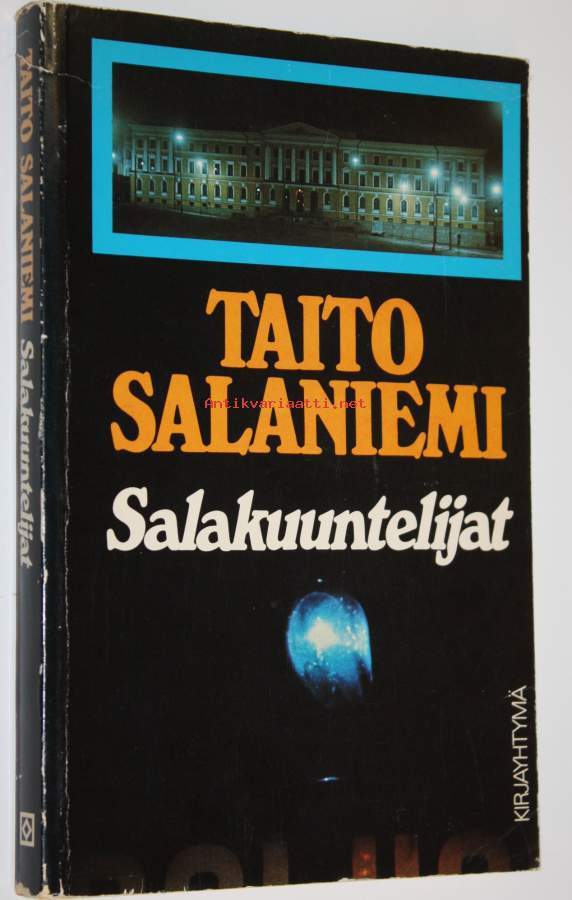 TAITO SALANIEMI Salakuuntelijat
TAITO
SALANIEMI
Antikvariaatti.net
Salakuuntelijat
KIRJAYHTYMÄ